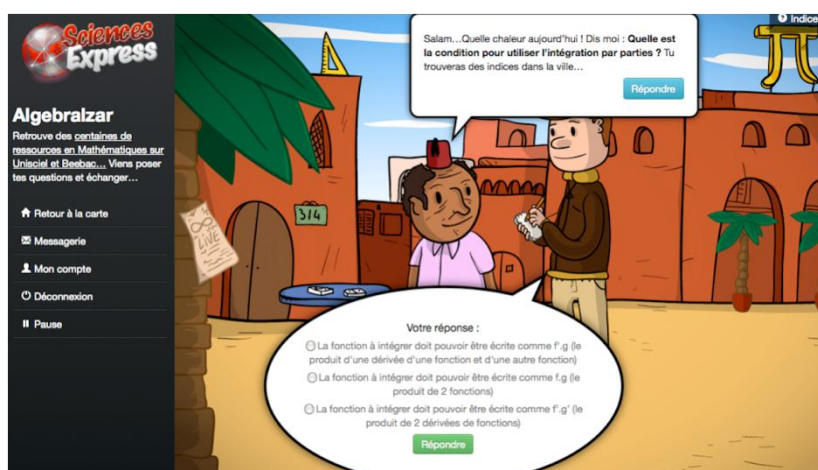 Sciences
Express
Algebralzar
Retrouve des centaines de
ressources en Mathématiques sur
Unisciel et Beebac... Viens poser
tes questions et échanger...
Retour à la carte
Messagerie
Mon compte
Déconnexion
Pause
Indice
Salam...Quelle chaleur aujourd'hui ! Dis moi : Quelle est
la condition pour utiliser l'intégration par parties ? Tu
trouveras des indices dans la ville...
Répondre
314
∞
LIVE
Votre réponse :
La fonction à intégrer doit pouvoir être écrite comme f'.g (le
produit d'une dérivée d'une fonction et d'une autre fonction)
La fonction à intégrer doit pouvoir être écrite comme f.g (le
produit de 2 fonctions)
La fonction à intégrer doit pouvoir être écrite comme f'.g' (le
produit de 2 dérivées de fonctions)
Répondre